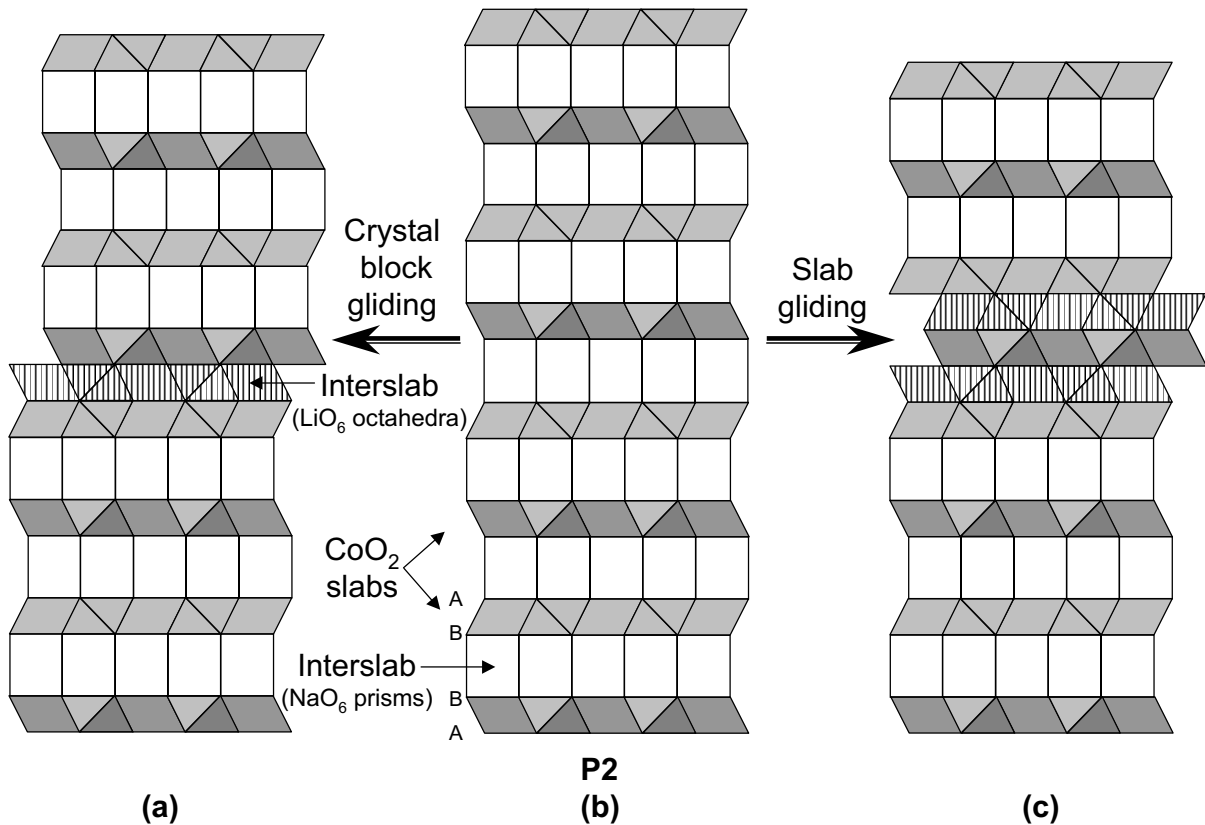 Crystal
block
gliding
Slab
gliding
Interslab
(LiO6 octahedra)
CoO2
slabs
A
B
Interslab
(NaO6 prisms)
B
A
P2
(a)
(b)
(c)